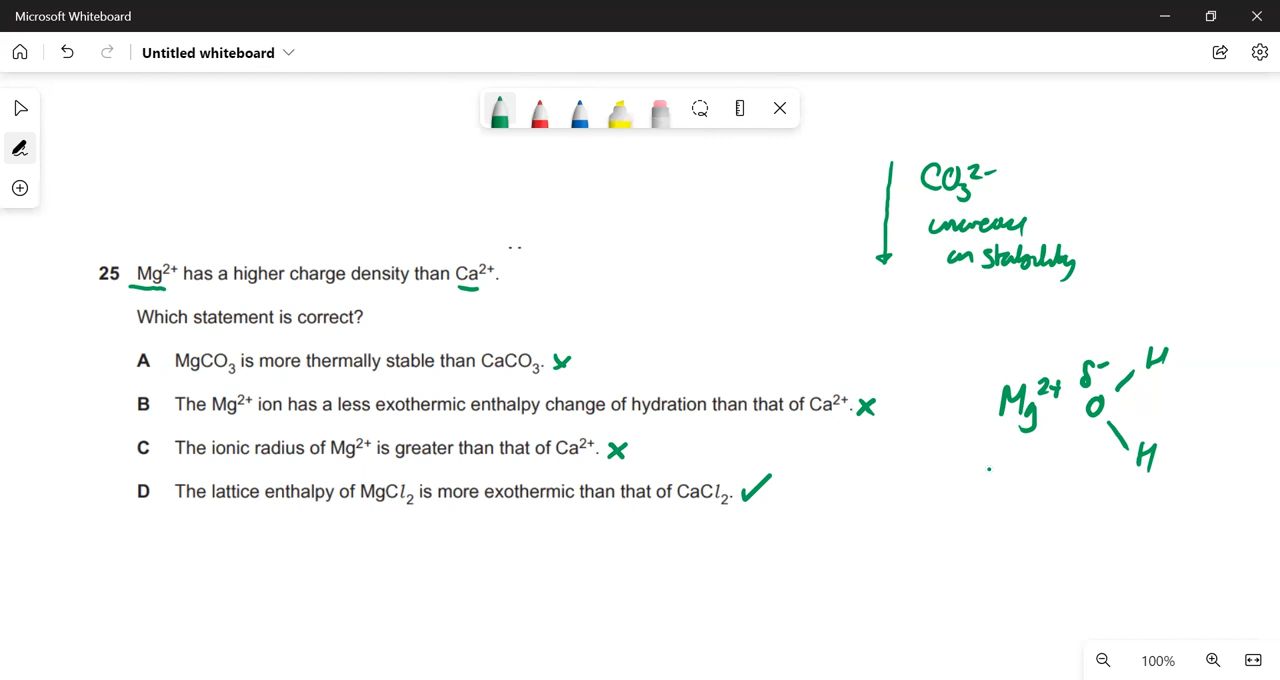 Microsoft Whiteboard
Untitled whiteboard
CO₃²⁻
increase
in stability
25 Mg²⁺ has a higher charge density than Ca²⁺.
Which statement is correct?
A MgCO₃ is more thermally stable than CaCO₃. ✗
B The Mg²⁺ ion has a less exothermic enthalpy change of hydration than that of Ca²⁺. ✗
C The ionic radius of Mg²⁺ is greater than that of Ca²⁺. ✗
D The lattice enthalpy of MgCl₂ is more exothermic than that of CaCl₂. ✓
δ⁻ H
Mg²⁺ O
H
100%